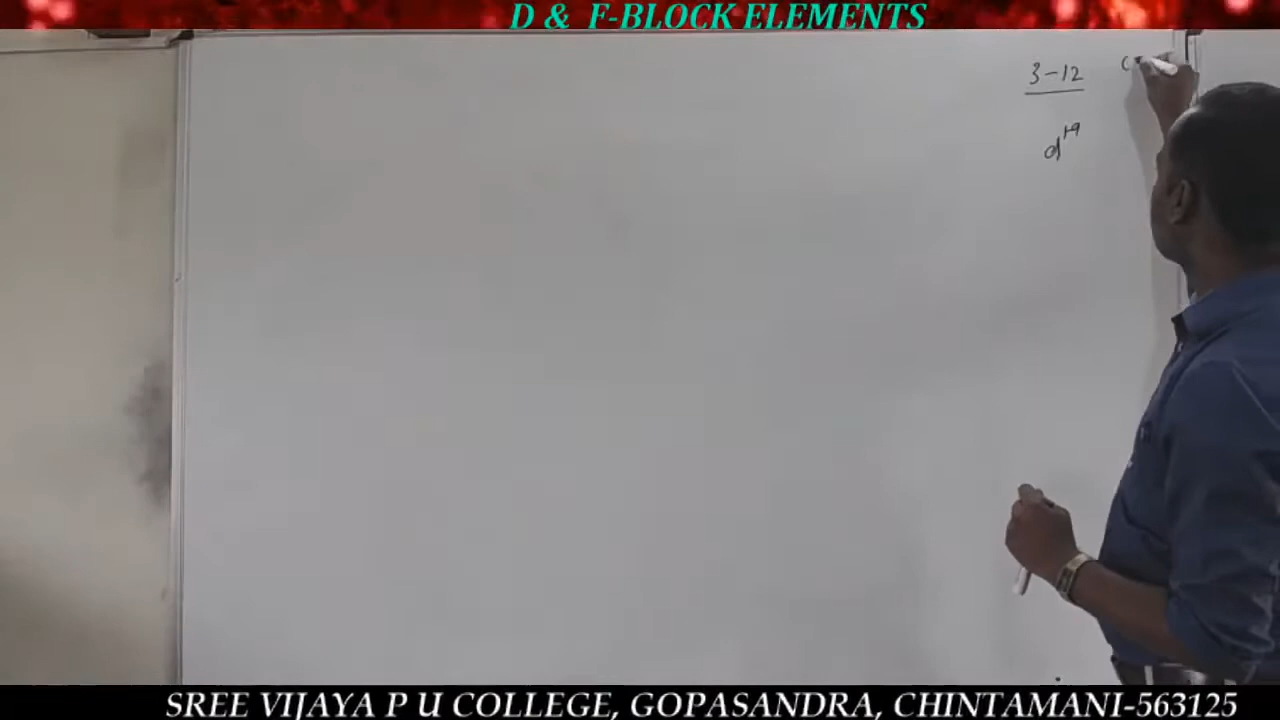 D & F-BLOCK ELEMENTS
3-12
d¹⁻⁹
SREE VIJAYA P U COLLEGE, GOPASANDRA, CHINTAMANI-563125